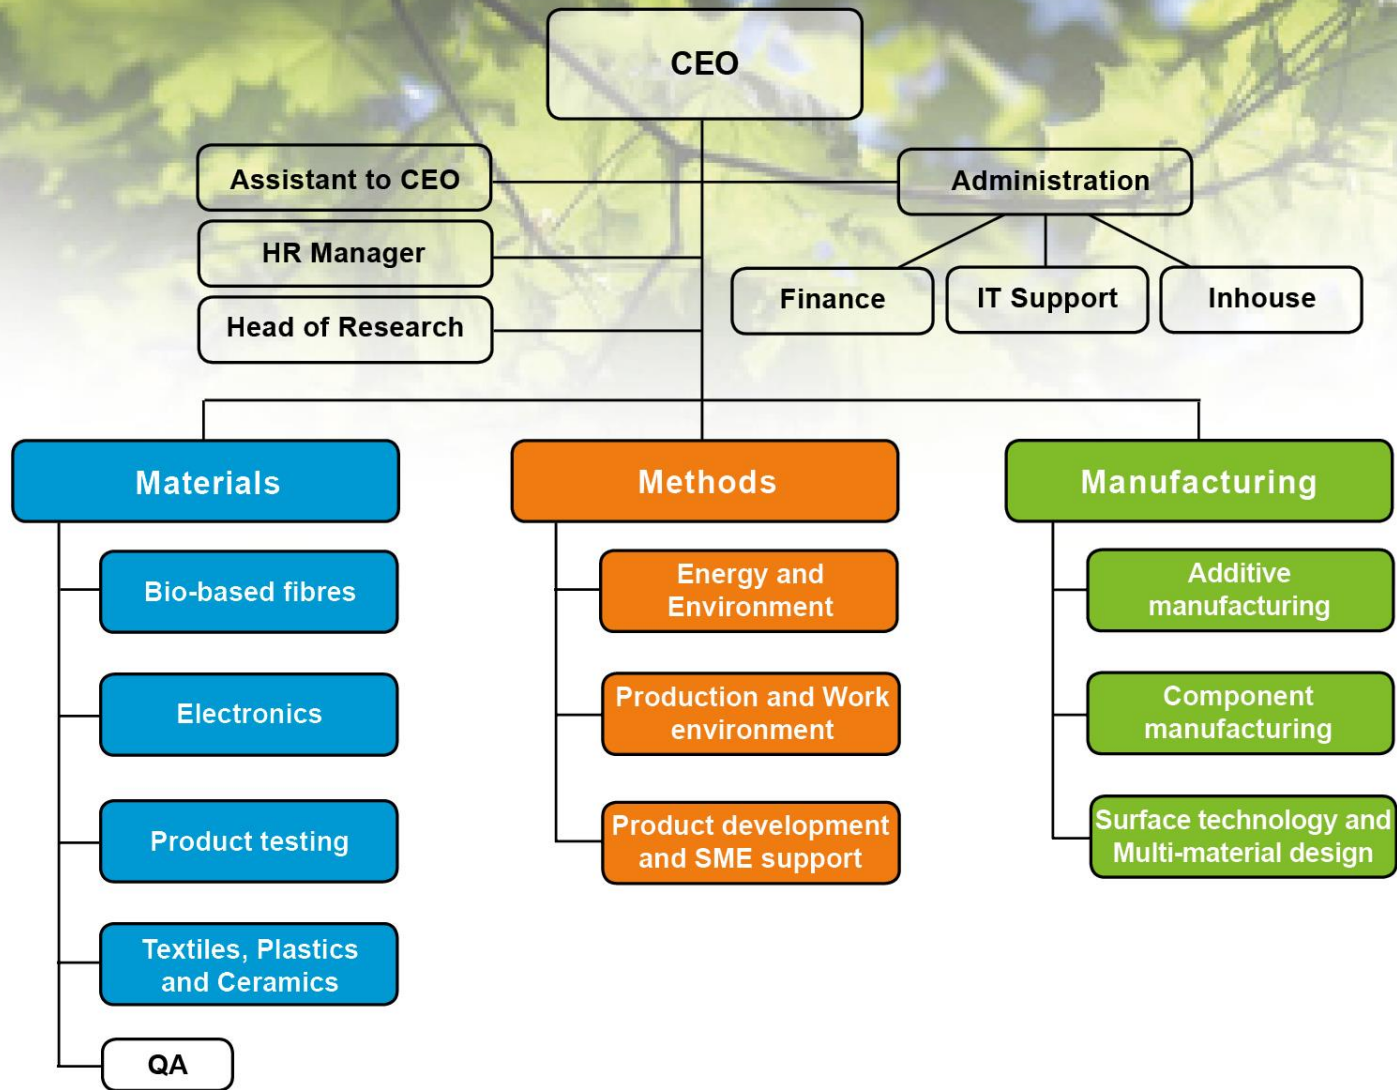 CEO
Assistant to CEO
Administration
HR Manager
Finance
IT Support
Inhouse
Head of Research
Materials
Methods
Manufacturing
Bio-based fibres
Energy and
Environment
Additive
manufacturing
Electronics
Production and Work
environment
Component
manufacturing
Product testing
Product development
and SME support
Surface technology and
Multi-material design
Textiles, Plastics
and Ceramics
QA